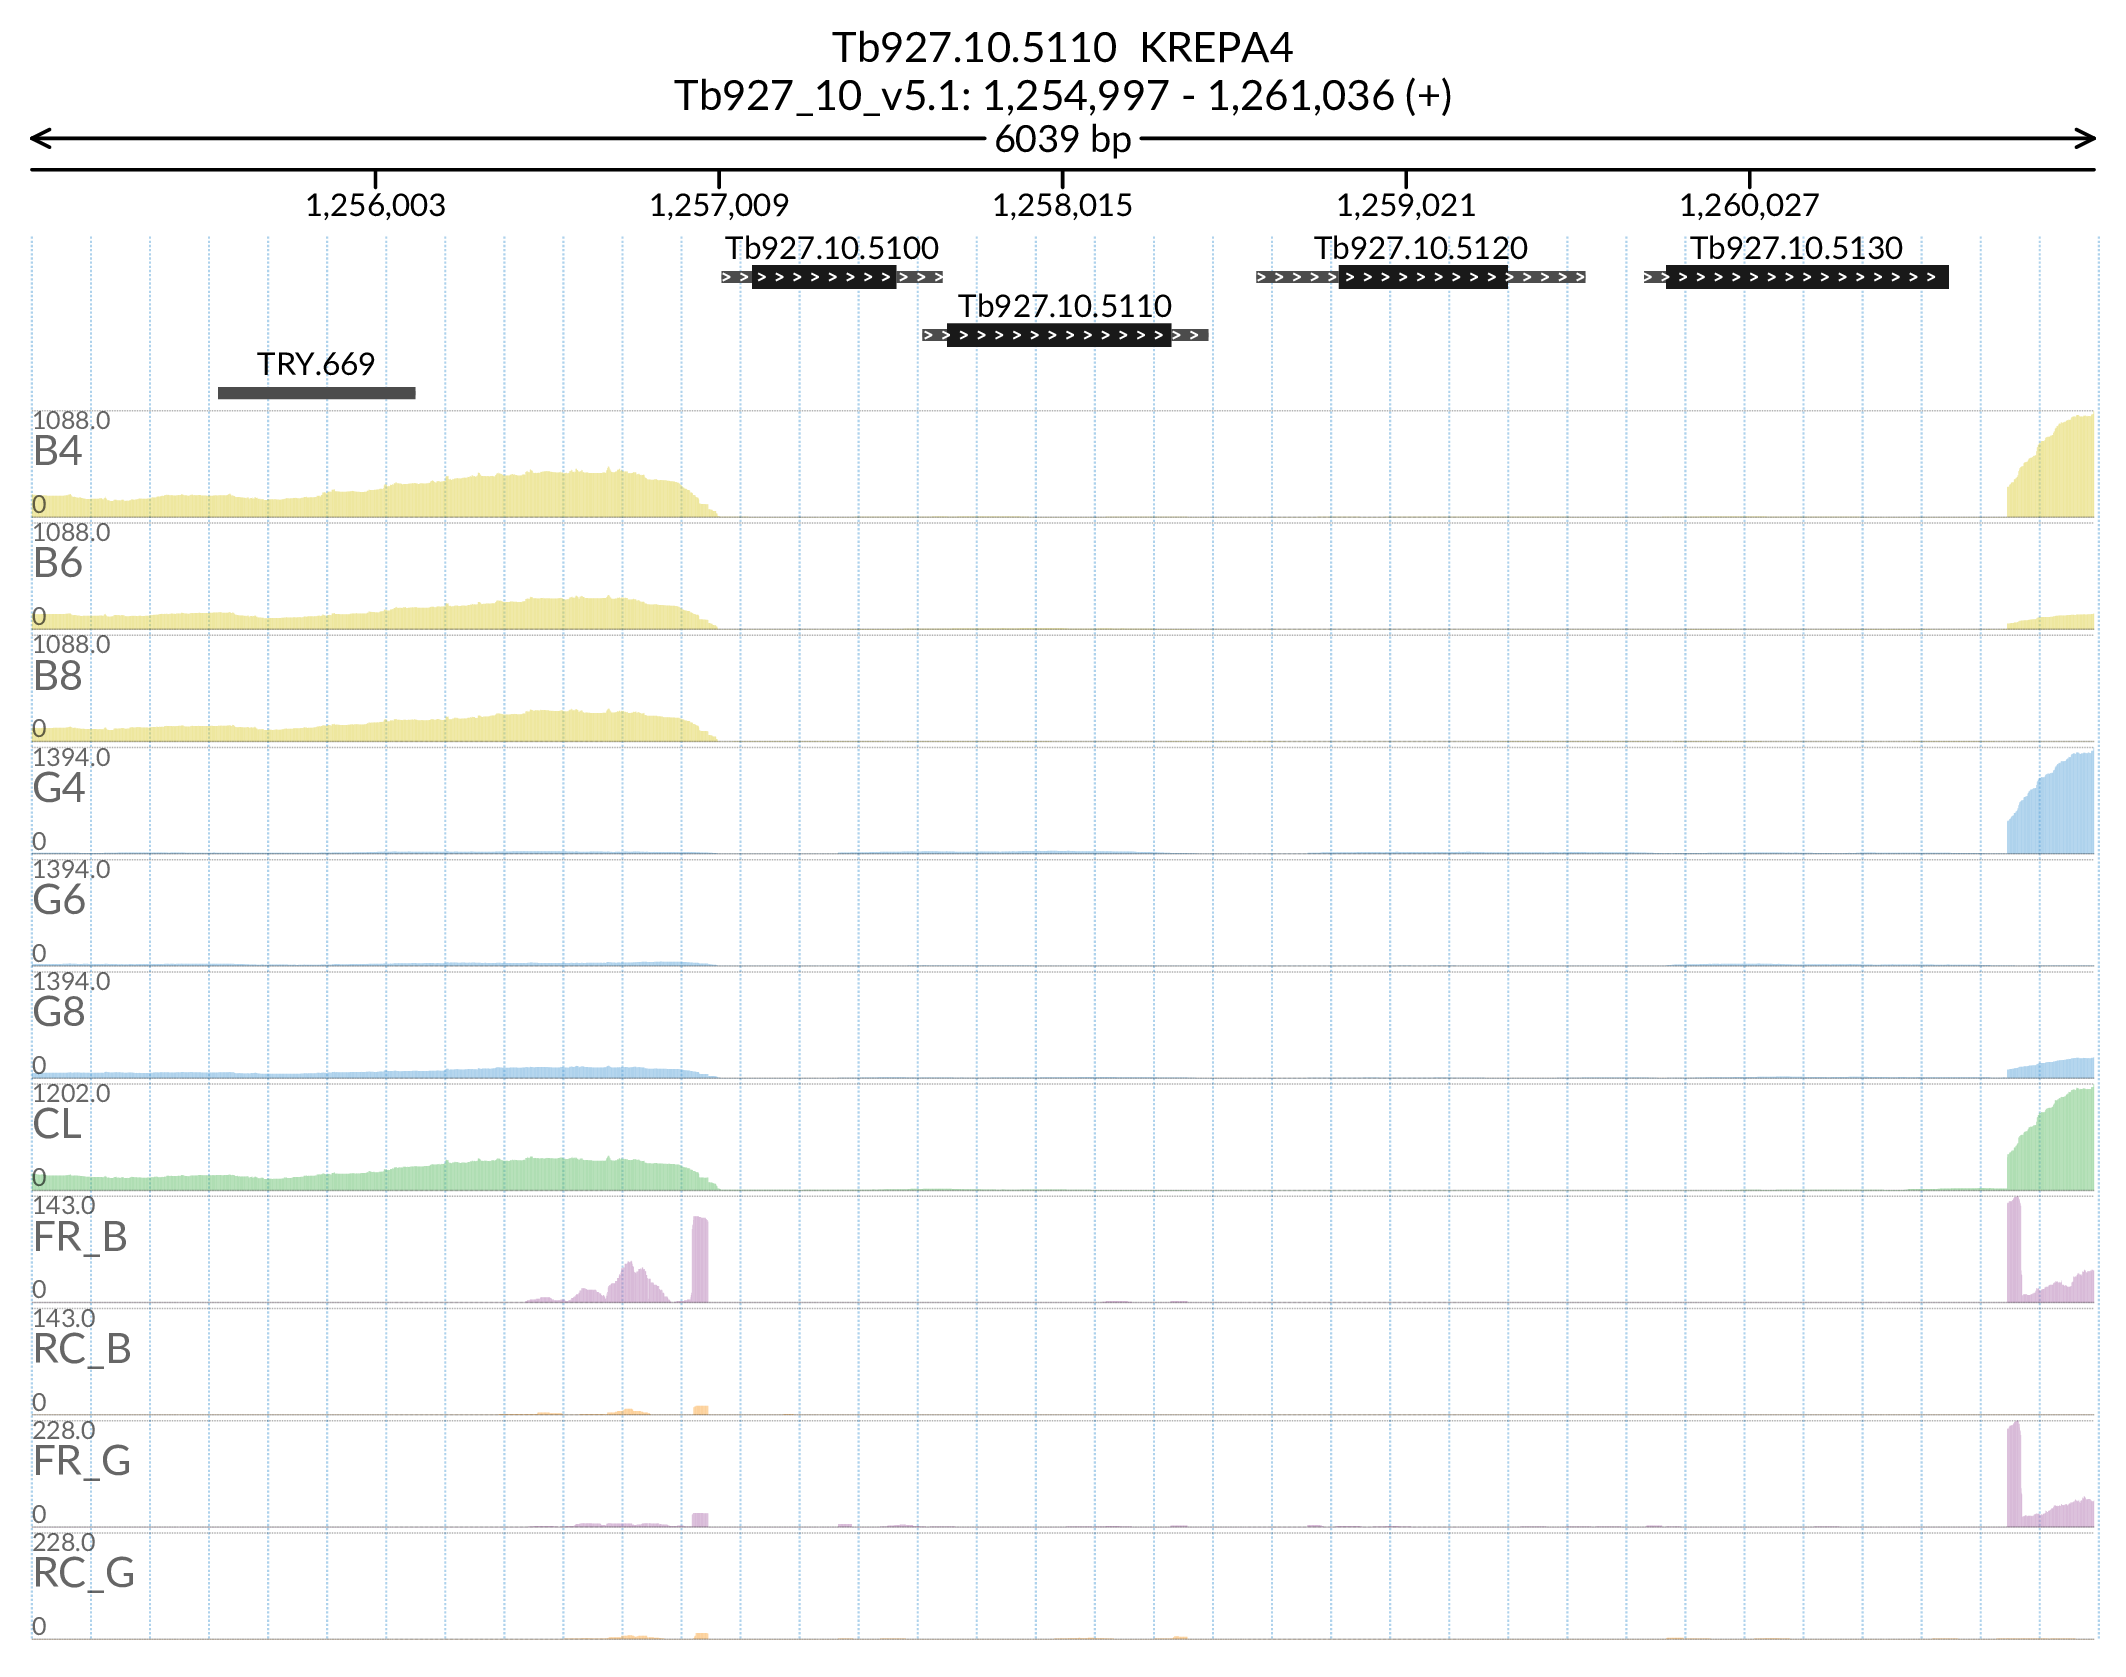 Tb927.10.5110 KREPA4
Tb927_10_v5.1: 1,254,997 - 1,261,036 (+)
6039 bp
1,256,003 1,257,009 1,258,015 1,259,021 1,260,027
Tb927.10.5100 Tb927.10.5120 Tb927.10.5130
Tb927.10.5110
TRY.669
1088.0
B4
0
1088.0
B6
0
1088.0
B8
0
1394.0
G4
0
1394.0
G6
0
1394.0
G8
0
1202.0
CL
0
143.0
FR_B
0
143.0
RC_B
0
228.0
FR_G
0
228.0
RC_G
0